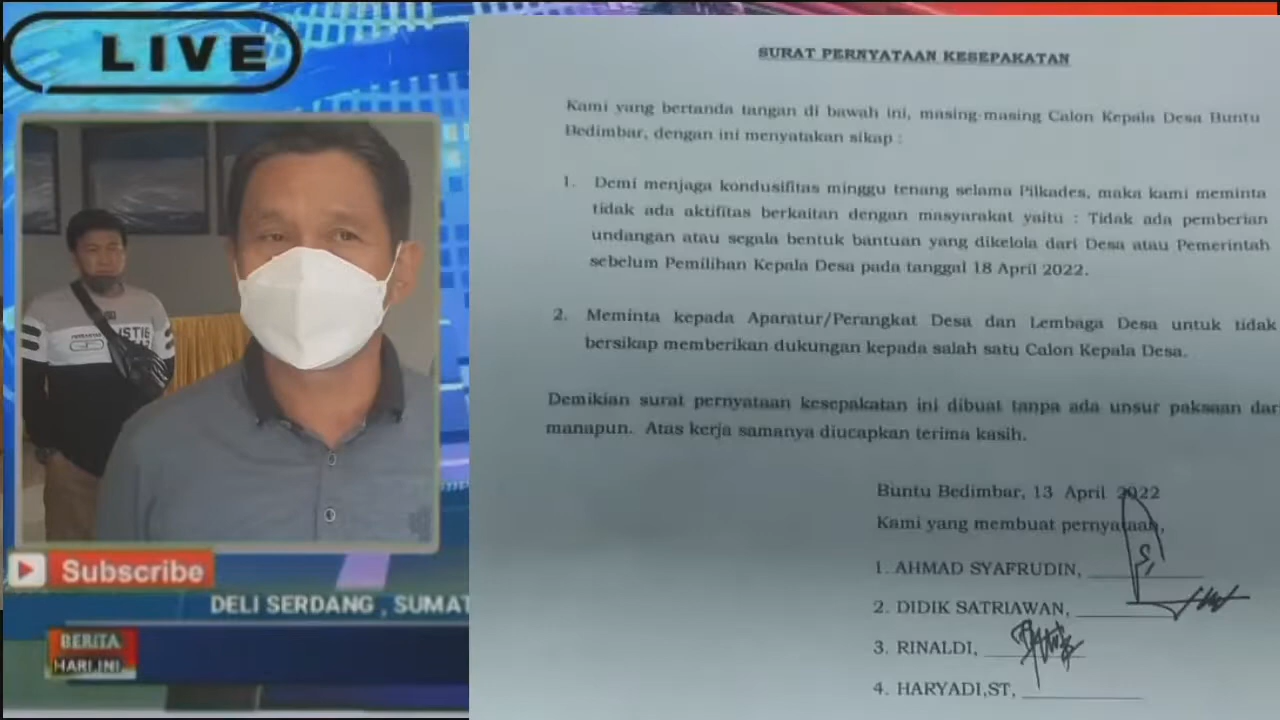 LIVE
Subscribe
DELI SERDANG , SUMAT
BERITA
HARI INI
SURAT PERNYATAAN KESEPAKATAN
Kami yang bertanda tangan di bawah ini, masing-masing Calon Kepala Desa Buntu
Bedimbar, dengan ini menyatakan sikap :
1. Demi menjaga kondusifitas minggu tenang selama Pilkades, maka kami meminta
tidak ada aktifitas berkaitan dengan masyarakat yaitu : Tidak ada pemberian
undangan atau segala bentuk bantuan yang dikelola dari Desa atau Pemerintah
sebelum Pemilihan Kepala Desa pada tanggal 18 April 2022.
2. Meminta kepada Aparatur/Perangkat Desa dan Lembaga Desa untuk tidak
bersikap memberikan dukungan kepada salah satu Calon Kepala Desa.
Demikian surat pernyataan kesepakatan ini dibuat tanpa ada unsur paksaan dar
manapun. Atas kerja samanya diucapkan terima kasih.
Buntu Bedimbar, 13 April 2022
Kami yang membuat pernyataan,
1. AHMAD SYAFRUDIN,
2. DIDIK SATRIAWAN,
3. RINALDI,
4. HARYADI,ST,